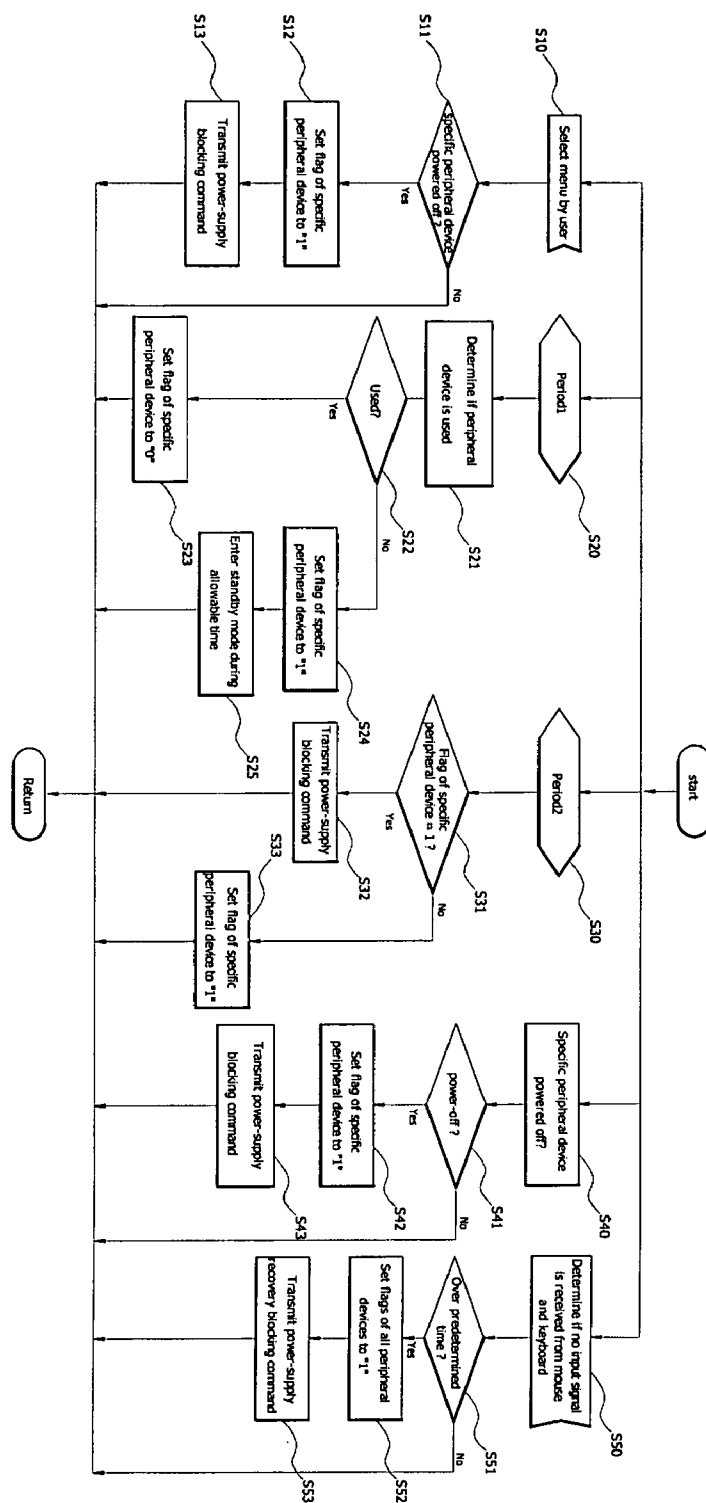 start
S10
Select menu by user
S11
Specific peripheral device
powered off ?
Yes
No
S12
Set flag of specific
peripheral device to "1"
S13
Transmit power-supply
blocking command
Period1
S20
Determine if peripheral
device is used
S21
Used?
S22
Yes
No
Set flag of specific
peripheral device to "0"
S23
Set flag of specific
peripheral device to "1"
S24
Enter standby mode during
allowable time
S25
Period2
S30
Flag of specific
peripheral device = 1 ?
S31
Yes
No
Transmit power-supply
blocking command
S32
S33
Set flag of specific
peripheral device to "1"
Specific peripheral device
powered off?
S40
power-off ?
S41
Yes
No
Set flag of specific
peripheral device to "1"
S42
Transmit power-supply
blocking command
S43
Determine if no input signal
is received from mouse
and keyboard
S50
Over predetermined
time ?
S51
Yes
No
Set flags of all peripheral
devices to "1"
S52
Transmit power-supply
recovery blocking command
S53
Return